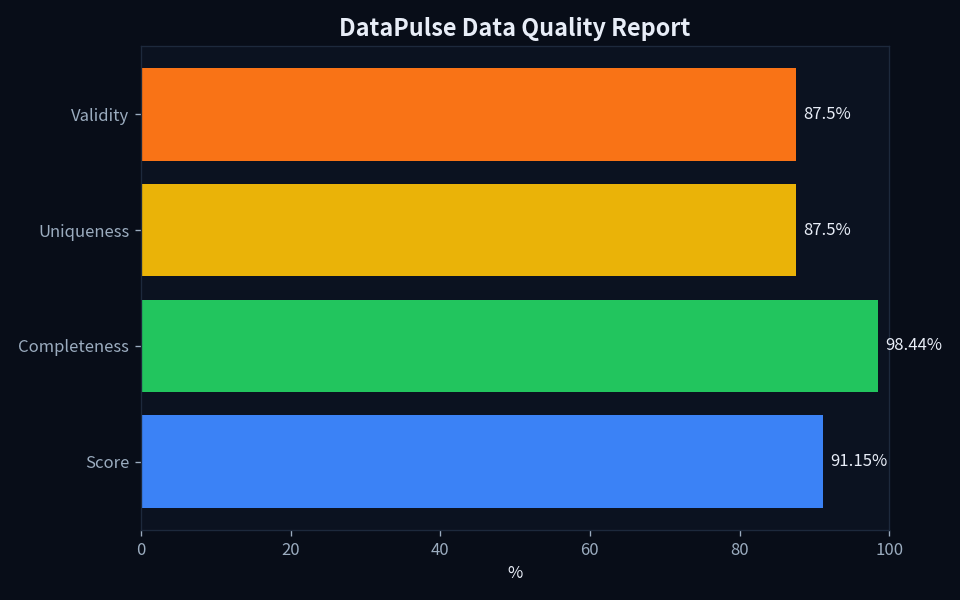 DataPulse Data Quality Report
Validity
87.5%
Uniqueness
87.5%
Completeness
98.44%
Score
91.15%
0 20 40 60 80 100
%